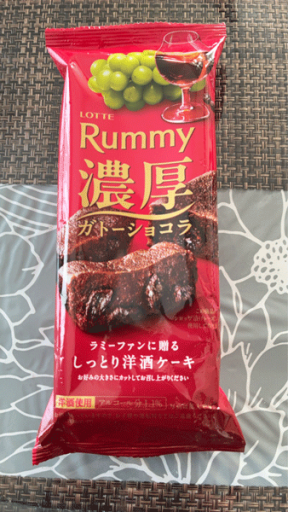 LOTTE
Rummy
濃厚
ガトーショコラ
ラミーファンに贈る
しっとり洋酒ケーキ
お好みの大きさにカットしてお召し上がりください
洋酒使用